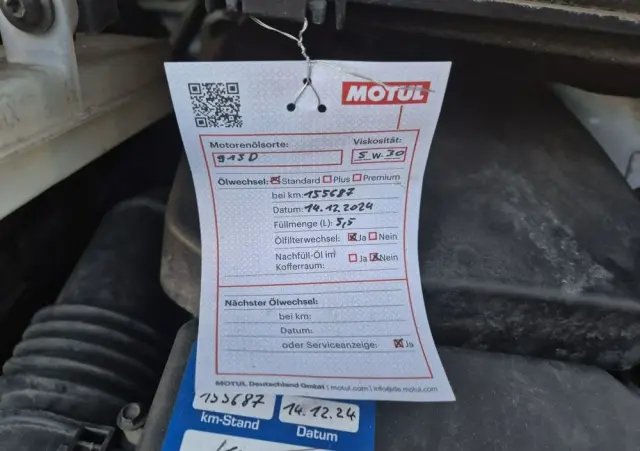 MOTUL
Motorenölsorte: Viskosität:
913D 5 W-30
Ölwechsel: Standard Plus Premium
bei km: 155687
Datum: 14.12.2024
Füllmenge (L): 5,5
Ölfilterwechsel: Ja Nein
Nachfüll-Öl im Ja Nein
Kofferraum:
Nächster Ölwechsel:
bei km:
Datum:
oder Serviceanzeige: Ja
MOTUL Deutschland GmbH | motul.com | info@de.motul.com
155687 14.12.24
km-Stand Datum